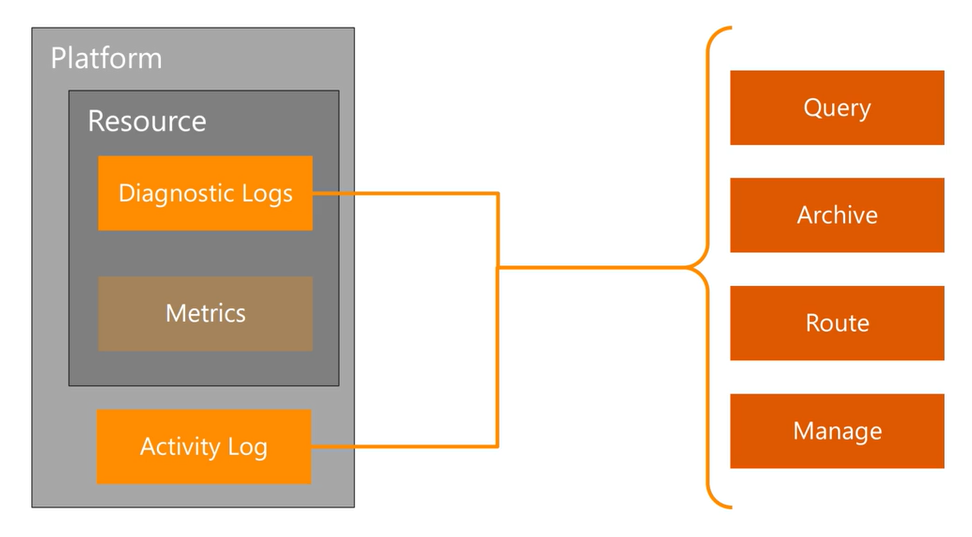 Platform
Resource
Diagnostic Logs
Metrics
Activity Log
Query
Archive
Route
Manage